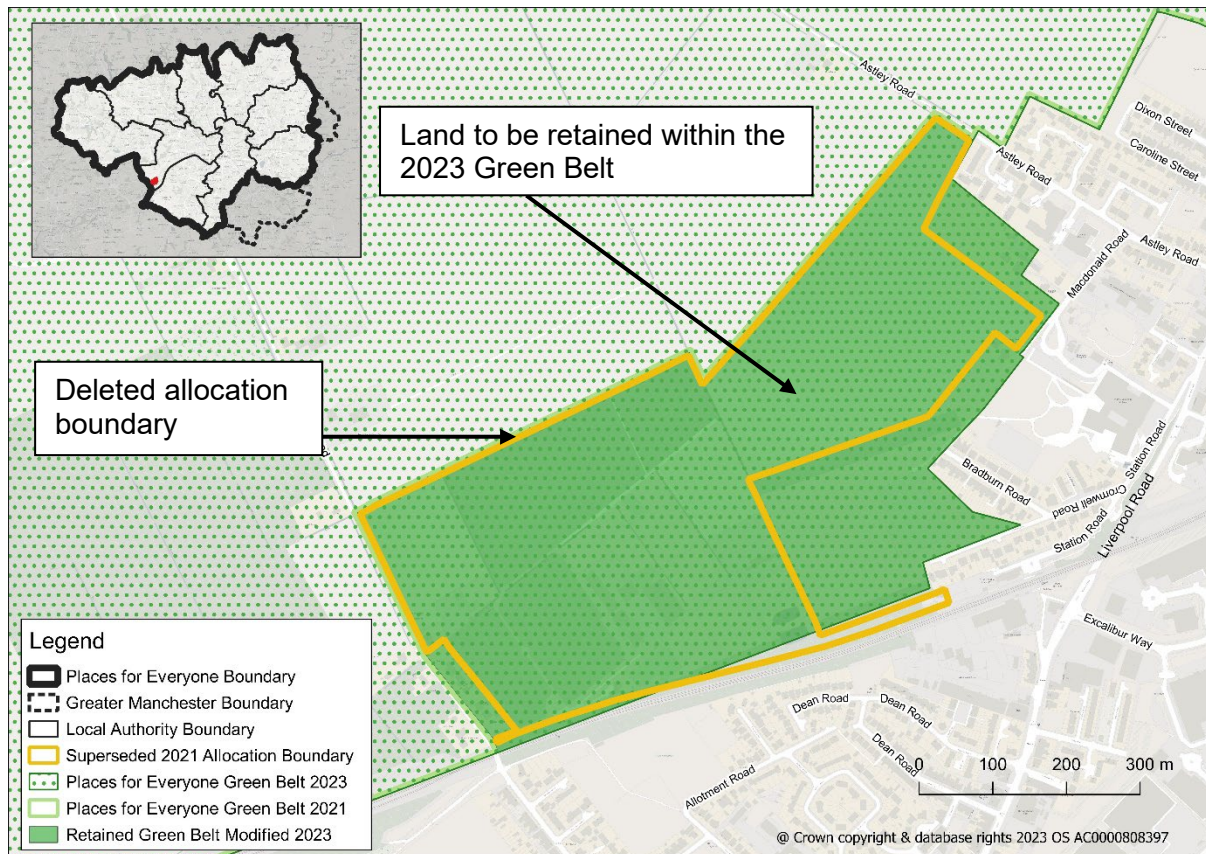 Land to be retained within the
2023 Green Belt
Deleted allocation
boundary
Astley Road
Astley Road
Astley Road
Dixon Street
Caroline Street
Macdonald Road
Bradburn Road
Cromwell Road
Station Road
Station Road
Liverpool Road
Excalibur Way
Dean Road
Dean Road
Dean Road
Allotment Road
Legend
Places for Everyone Boundary
Greater Manchester Boundary
Local Authority Boundary
Superseded 2021 Allocation Boundary
Places for Everyone Green Belt 2023
Places for Everyone Green Belt 2021
Retained Green Belt Modified 2023
0 100 200 300 m
@ Crown copyright & database rights 2023 OS AC0000808397